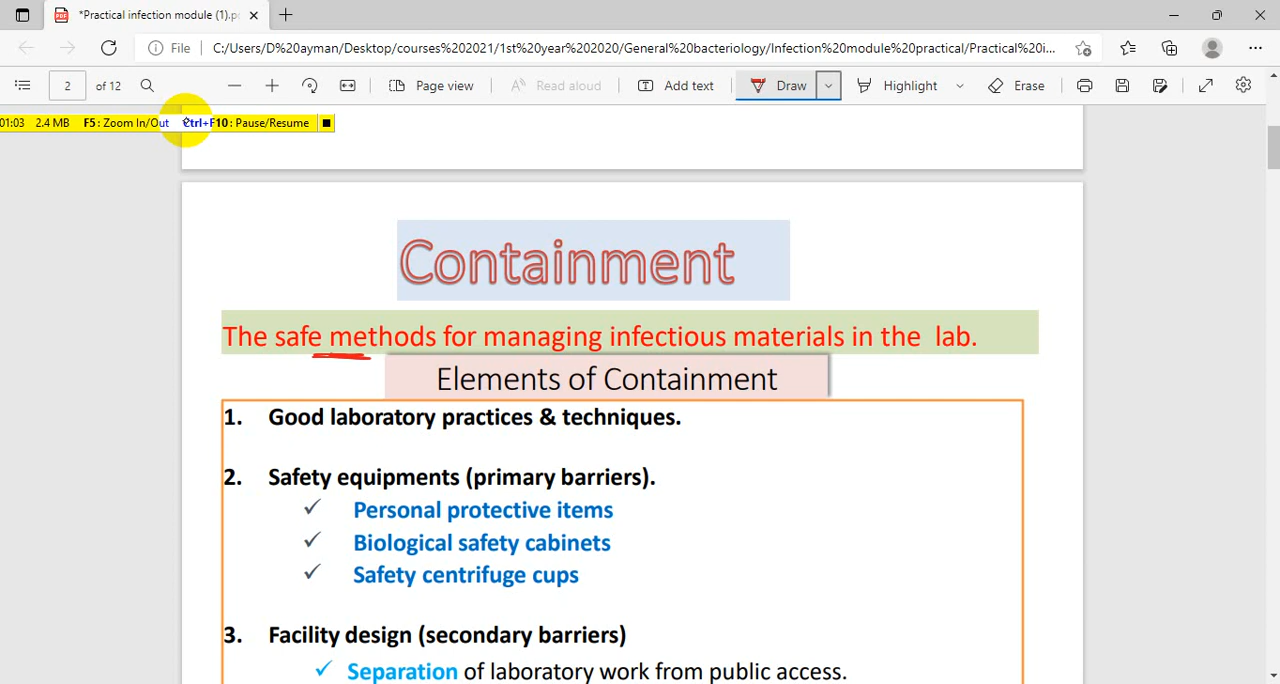 *Practical infection module (1).p
File C:/Users/D%20ayman/Desktop/courses%202021/1st%20year%202020/General%20bacteriology/Infection%20module%20practical/Practical%20i...
2 of 12 Page view Read aloud Add text Draw Highlight Erase
01:03 2.4 MB F5: Zoom In/Out Ctrl+F10: Pause/Resume
Containment
The safe methods for managing infectious materials in the lab.
Elements of Containment
1. Good laboratory practices & techniques.
2. Safety equipments (primary barriers).
✓ Personal protective items
✓ Biological safety cabinets
✓ Safety centrifuge cups
3. Facility design (secondary barriers)
✓ Separation of laboratory work from public access.